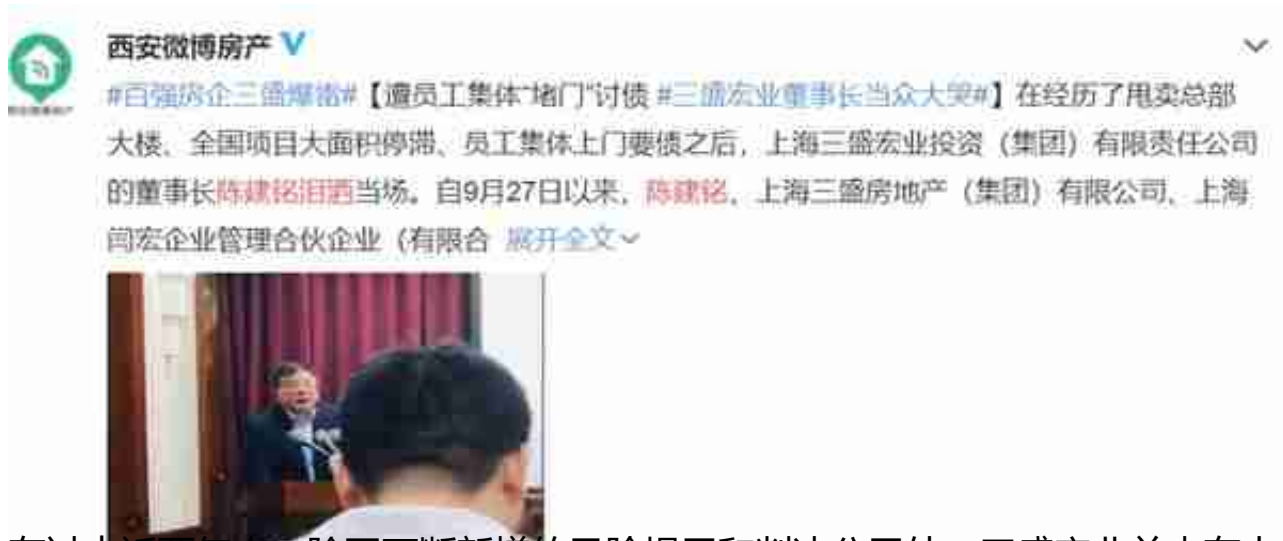 西安微博房产
#百强房企三盛爆雷#【遭员工集体“堵门”讨债 #三盛宏业董事长当众大哭#】在经历了甩卖总部
大楼、全国项目大面积停滞、员工集体上门要债之后，上海三盛宏业投资（集团）有限责任公司
的董事长陈建铭泪洒当场。自9月27日以来，陈建铭、上海三盛房地产（集团）有限公司、上海
闫宏企业管理合伙企业（有限合 展开全文